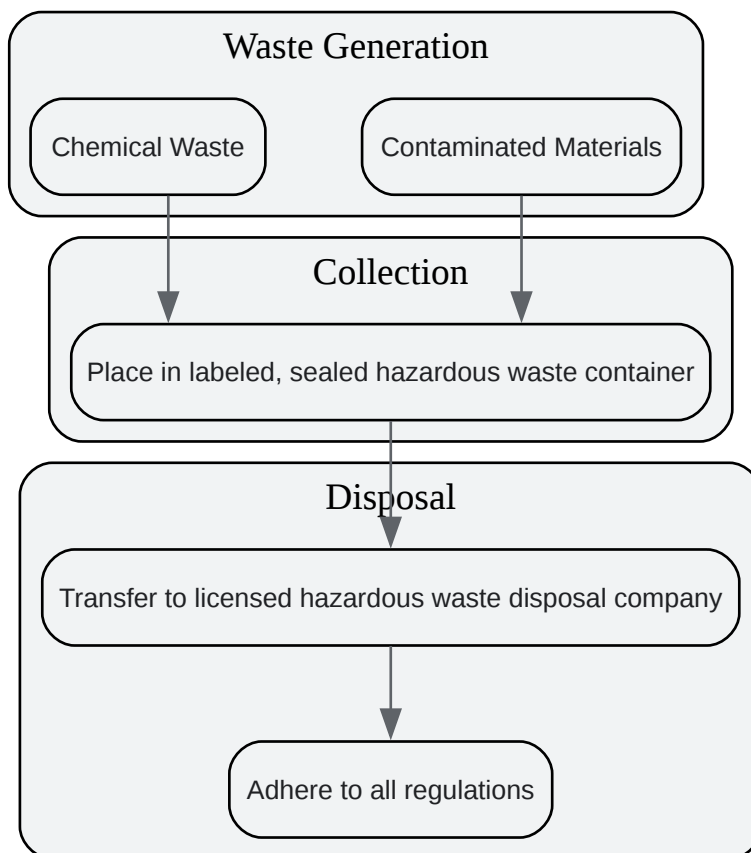 Waste Generation
Chemical Waste
Contaminated Materials
Collection
Place in labeled, sealed hazardous waste container
Disposal
Transfer to licensed hazardous waste disposal company
Adhere to all regulations